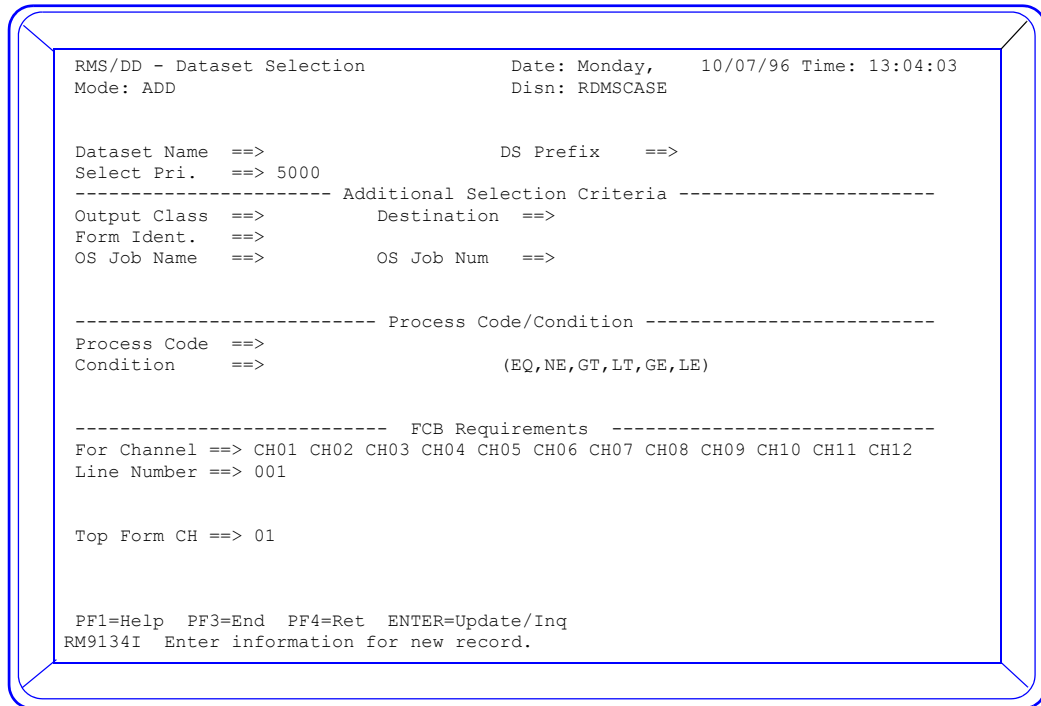 RMS/DD - Dataset Selection Date: Monday, 10/07/96 Time: 13:04:03
Mode: ADD Disn: RDMSCASE
Dataset Name ==> DS Prefix ==>
Select Pri. ==> 5000
----------------------- Additional Selection Criteria -----------------------
Output Class ==> Destination ==>
Form Ident. ==>
OS Job Name ==> OS Job Num ==>
--------------------------- Process Code/Condition --------------------------
Process Code ==>
Condition ==> (EQ,NE,GT,LT,GE,LE)
---------------------------- FCB Requirements -----------------------------
For Channel ==> CH01 CH02 CH03 CH04 CH05 CH06 CH07 CH08 CH09 CH10 CH11 CH12
Line Number ==> 001
Top Form CH ==> 01
PF1=Help PF3=End PF4=Ret ENTER=Update/Inq
RM9134I Enter information for new record.